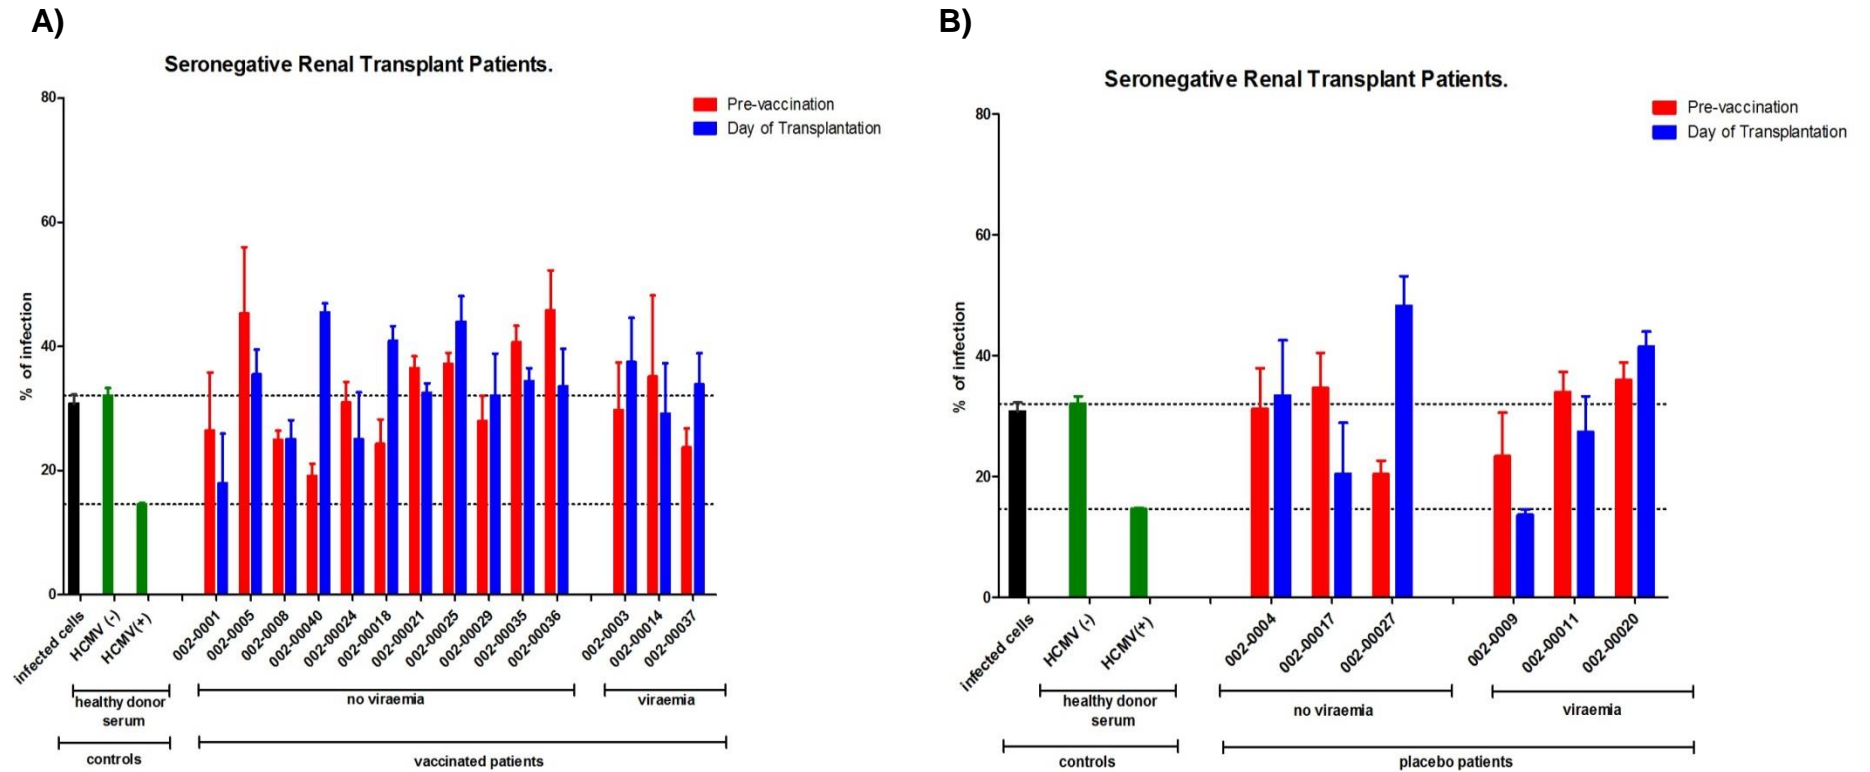 A)
Seronegative Renal Transplant Patients.
Pre-vaccination
Day of Transplantation
% of infection
80
60
40
20
0
infected cells
HCMV (-)
HCMV(+)
002-0001
002-0005
002-0008
002-00040
002-00024
002-00018
002-00021
002-00025
002-00029
002-00035
002-00036
002-0003
002-00014
002-00037
healthy donor
serum
no viraemia
viraemia
controls
vaccinated patients
B)
Seronegative Renal Transplant Patients.
Pre-vaccination
Day of Transplantation
% of infection
80
60
40
20
0
infected cells
HCMV (-)
HCMV(+)
002-0004
002-00017
002-00027
002-0009
002-00011
002-00020
healthy donor
serum
no viraemia
viraemia
controls
placebo patients